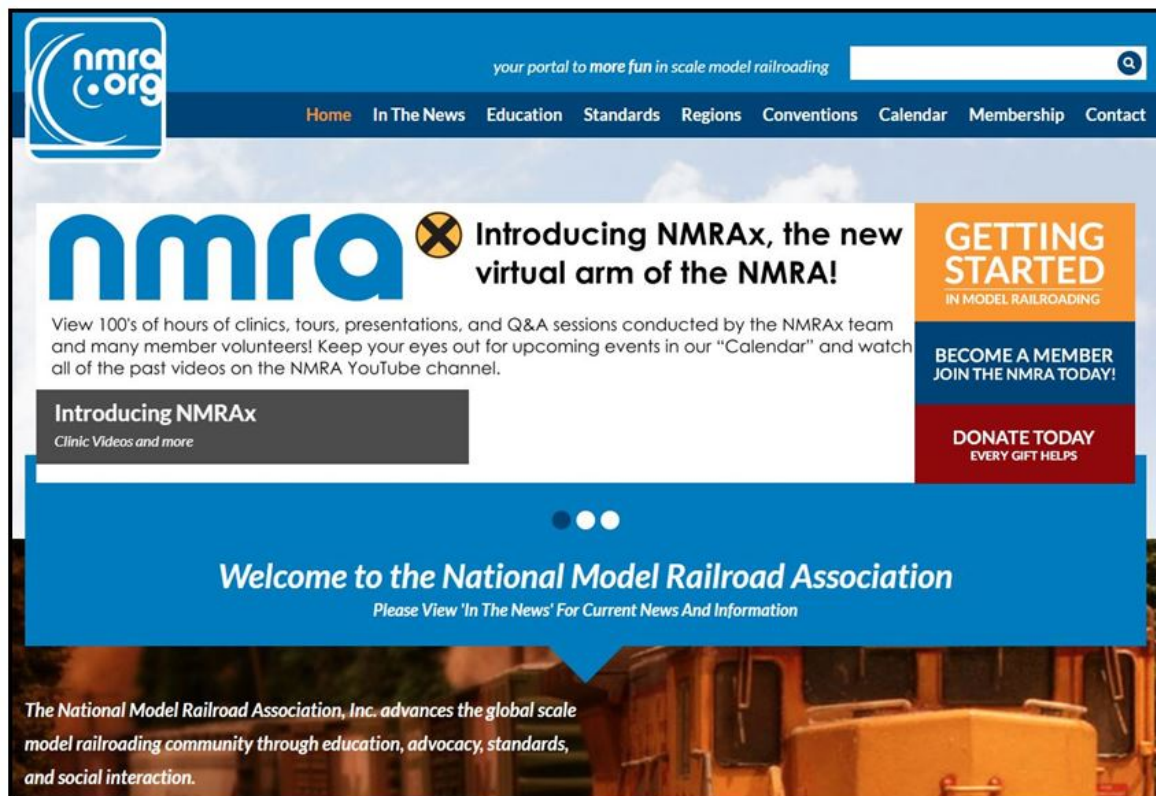 nmra
.org
your portal to more fun in scale model railroading
Home In The News Education Standards Regions Conventions Calendar Membership Contact
nmra
Introducing NMRAx, the new
virtual arm of the NMRA!
View 100's of hours of clinics, tours, presentations, and Q&A sessions conducted by the NMRAx team
and many member volunteers! Keep your eyes out for upcoming events in our “Calendar” and watch
all of the past videos on the NMRA YouTube channel.
Introducing NMRAx
Clinic Videos and more
GETTING
STARTED
IN MODEL RAILROADING
BECOME A MEMBER
JOIN THE NMRA TODAY!
DONATE TODAY
EVERY GIFT HELPS
Welcome to the National Model Railroad Association
Please View 'In The News' For Current News And Information
The National Model Railroad Association, Inc. advances the global scale
model railroading community through education, advocacy, standards,
and social interaction.